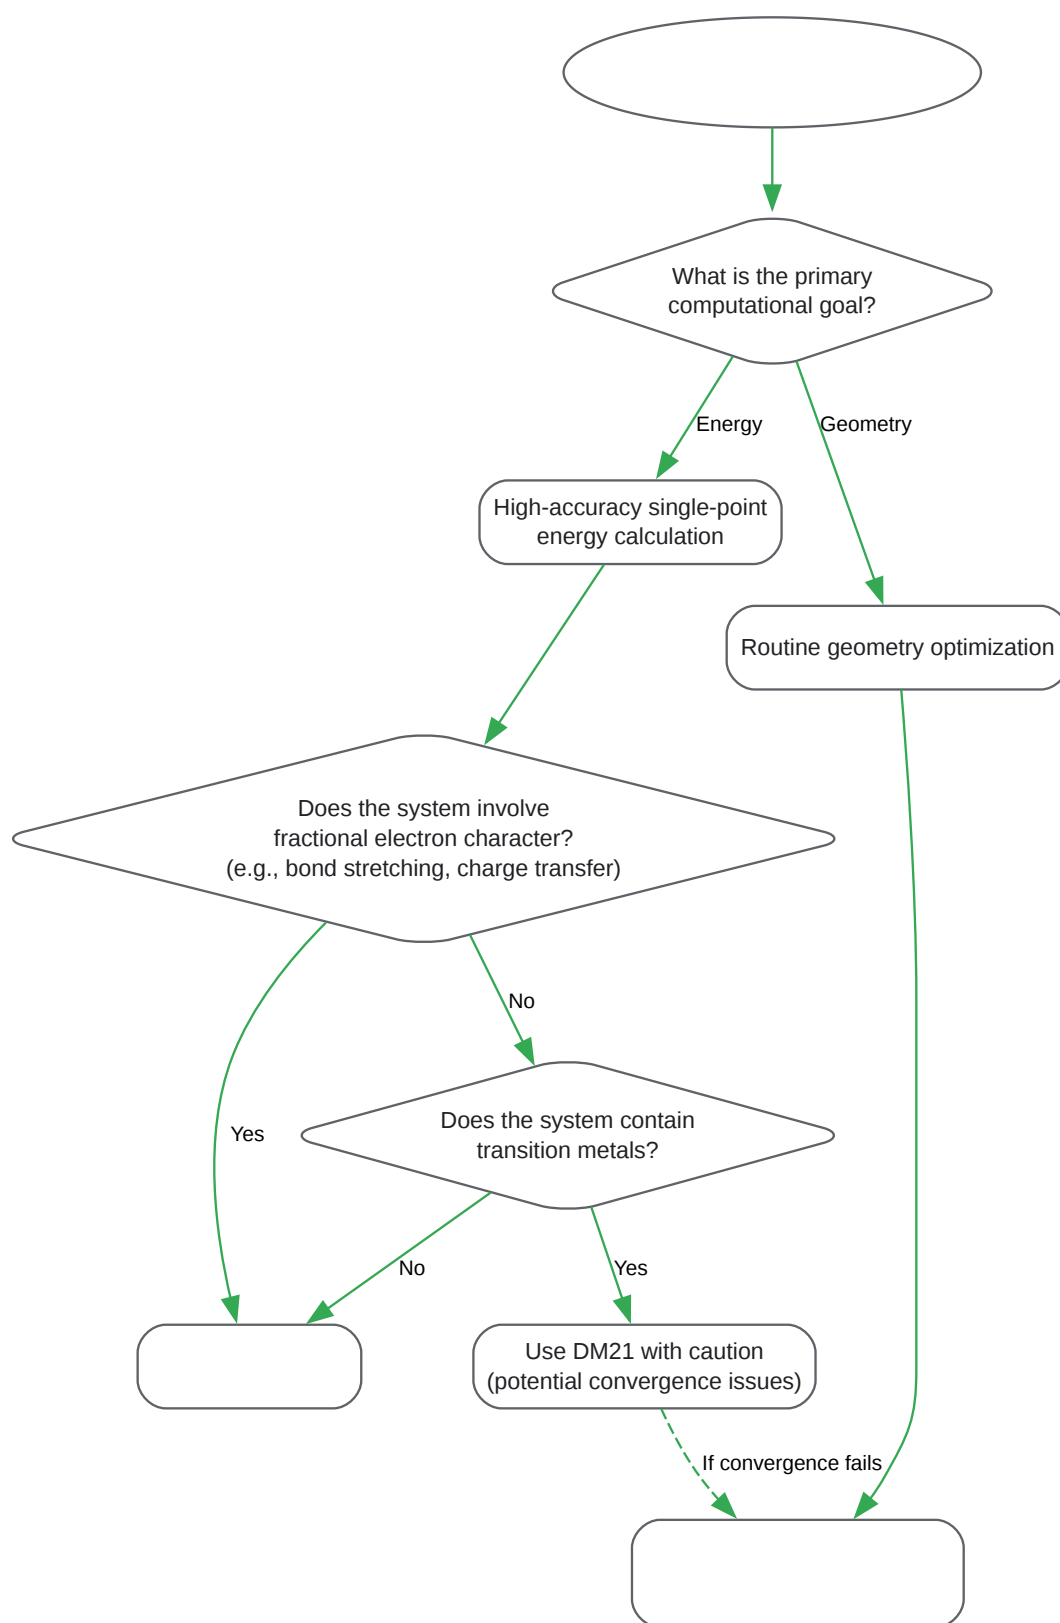 What is the primary
computational goal?
Energy
Geometry
High-accuracy single-point
energy calculation
Routine geometry optimization
Does the system involve
fractional electron character?
(e.g., bond stretching, charge transfer)
No
Does the system contain
transition metals?
Yes
No
Yes
Use DM21 with caution
(potential convergence issues)
If convergence fails